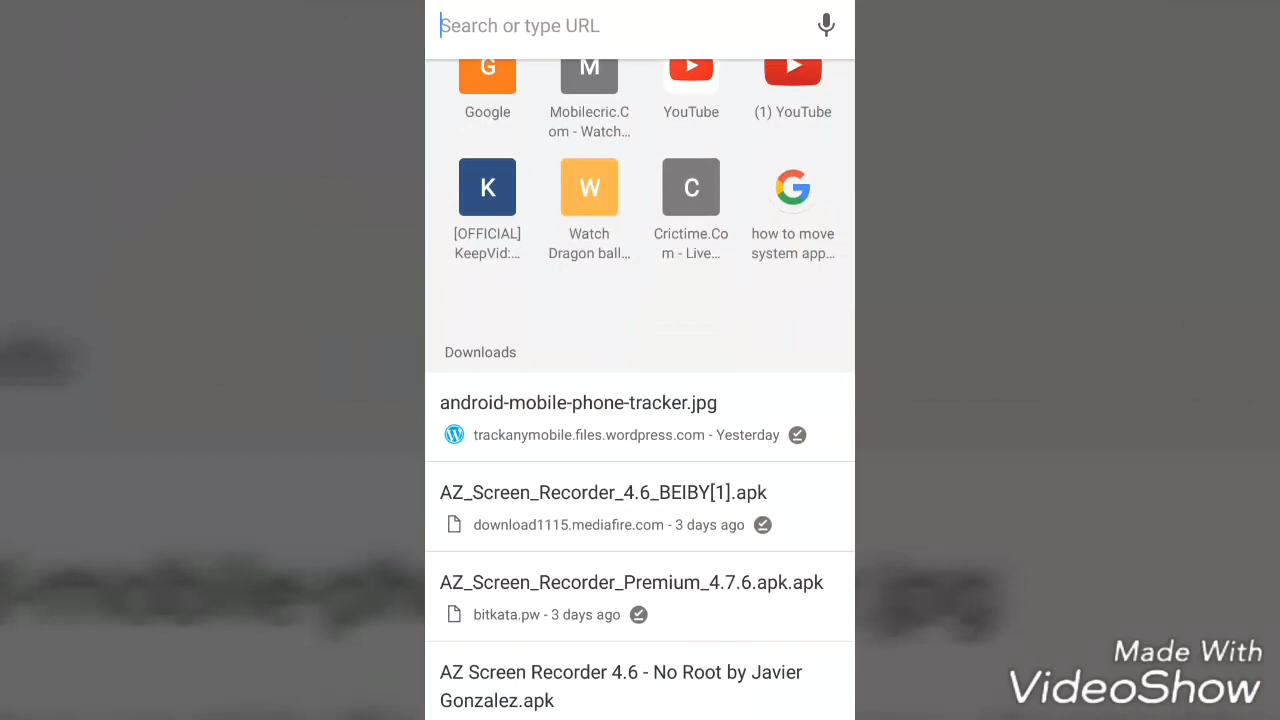 Search or type URL
G
M
Google
Mobilecric.C
om - Watch...
YouTube
(1) YouTube
K
W
C
[OFFICIAL]
KeepVid:...
Watch
Dragon ball...
Crictime.Co
m - Live...
how to move
system app...
Downloads
android-mobile-phone-tracker.jpg
trackanymobile.files.wordpress.com - Yesterday
AZ_Screen_Recorder_4.6_BEIBY[1].apk
download1115.mediafire.com - 3 days ago
AZ_Screen_Recorder_Premium_4.7.6.apk.apk
bitkata.pw - 3 days ago
AZ Screen Recorder 4.6 - No Root by Javier
Gonzalez.apk
Made With
VideoShow